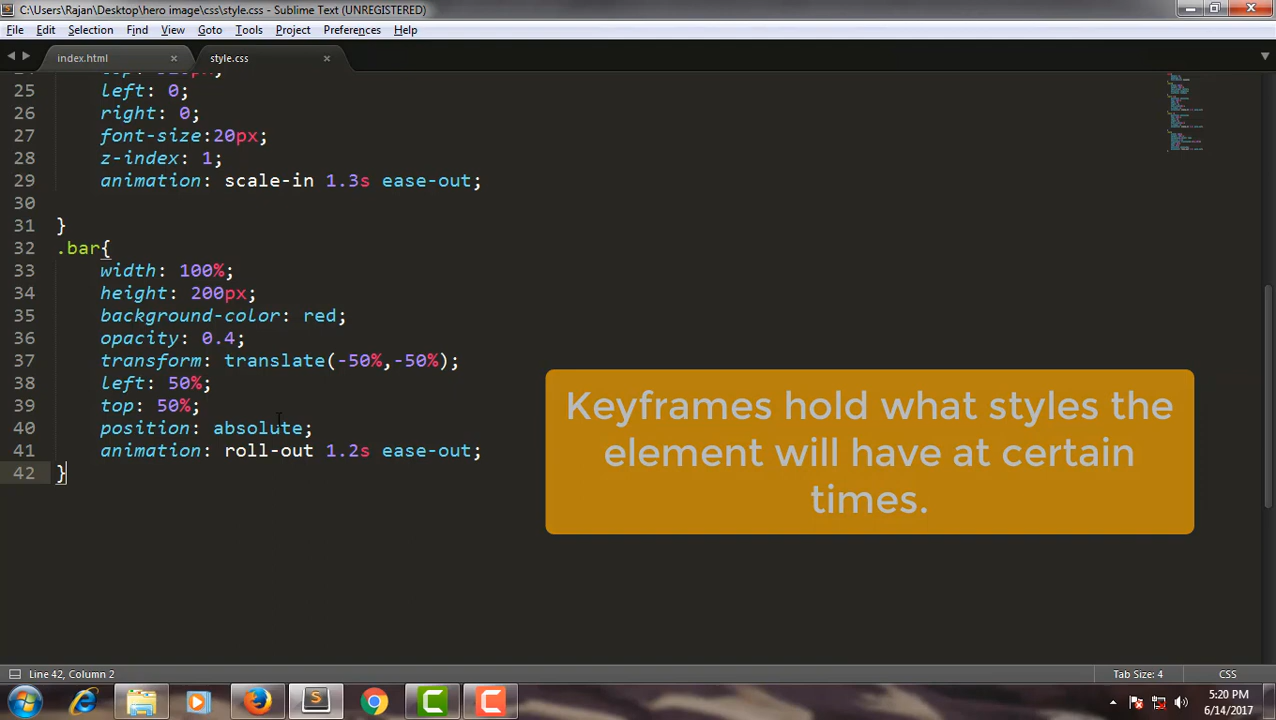 C:\Users\Rajan\Desktop\hero image\css\style.css - Sublime Text (UNREGISTERED)
File Edit Selection Find View Goto Tools Project Preferences Help
index.html style.css
25 left: 0;
26 right: 0;
27 font-size:20px;
28 z-index: 1;
29 animation: scale-in 1.3s ease-out;
30
31 }
32 .bar{
33 width: 100%;
34 height: 200px;
35 background-color: red;
36 opacity: 0.4;
37 transform: translate(-50%,-50%);
38 left: 50%;
39 top: 50%;
40 position: absolute;
41 animation: roll-out 1.2s ease-out;
42 }
Keyframes hold what styles the
element will have at certain
times.
Line 42, Column 2 Tab Size: 4 CSS
5:20 PM
6/14/2017